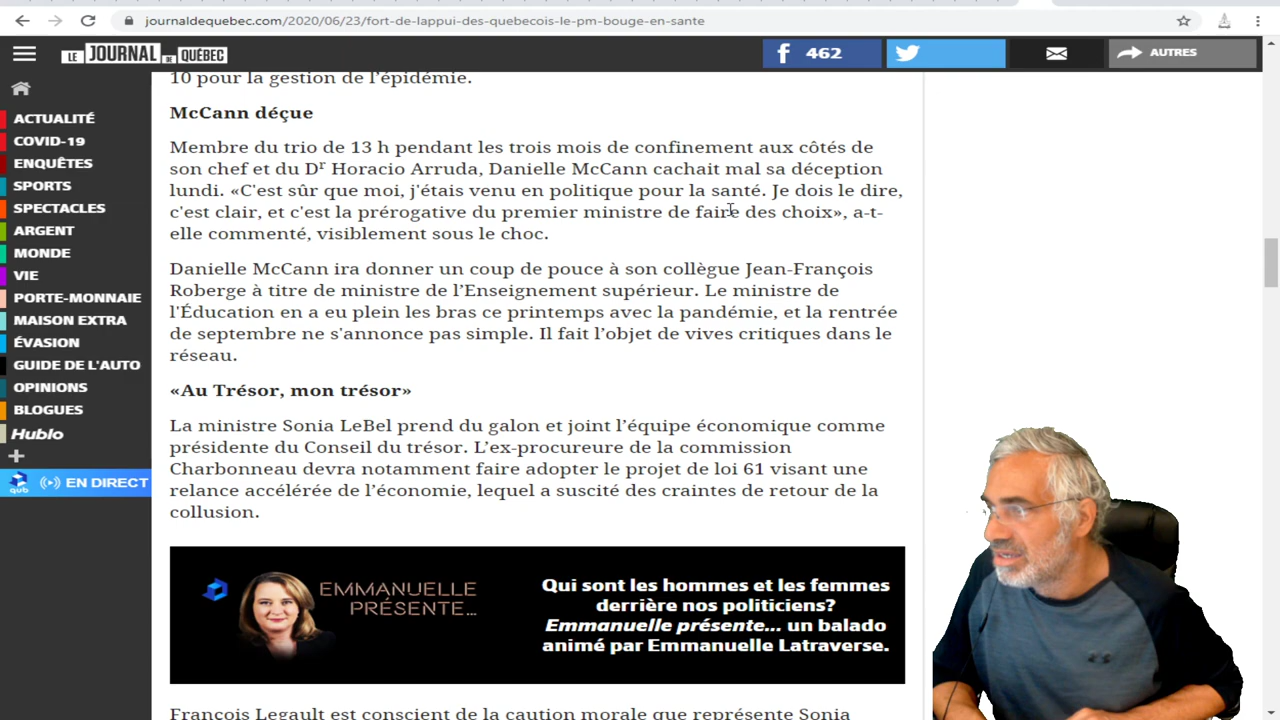 journaldequebec.com/2020/06/23/fort-de-lappui-des-quebecois-le-pm-bouge-en-sante
LE JOURNAL DE QUÉBEC
462
AUTRES
ACTUALITÉ
COVID-19
ENQUÊTES
SPORTS
SPECTACLES
ARGENT
MONDE
VIE
PORTE-MONNAIE
MAISON EXTRA
ÉVASION
GUIDE DE L'AUTO
OPINIONS
BLOGUES
Hublo
qub EN DIRECT
10 pour la gestion de l’épidémie.
McCann déçue
Membre du trio de 13 h pendant les trois mois de confinement aux côtés de
son chef et du Dr Horacio Arruda, Danielle McCann cachait mal sa déception
lundi. «C'est sûr que moi, j'étais venu en politique pour la santé. Je dois le dire,
c'est clair, et c'est la prérogative du premier ministre de faire des choix», a-t-
elle commenté, visiblement sous le choc.
Danielle McCann ira donner un coup de pouce à son collègue Jean-François
Roberge à titre de ministre de l’Enseignement supérieur. Le ministre de
l'Éducation en a eu plein les bras ce printemps avec la pandémie, et la rentrée
de septembre ne s'annonce pas simple. Il fait l’objet de vives critiques dans le
réseau.
«Au Trésor, mon trésor»
La ministre Sonia LeBel prend du galon et joint l’équipe économique comme
présidente du Conseil du trésor. L’ex-procureure de la commission
Charbonneau devra notamment faire adopter le projet de loi 61 visant une
relance accélérée de l’économie, lequel a suscité des craintes de retour de la
collusion.
EMMANUELLE
PRÉSENTE...
Qui sont les hommes et les femmes
derrière nos politiciens?
Emmanuelle présente... un balado
animé par Emmanuelle Latraverse.
François Legault est conscient de la caution morale que représente Sonia